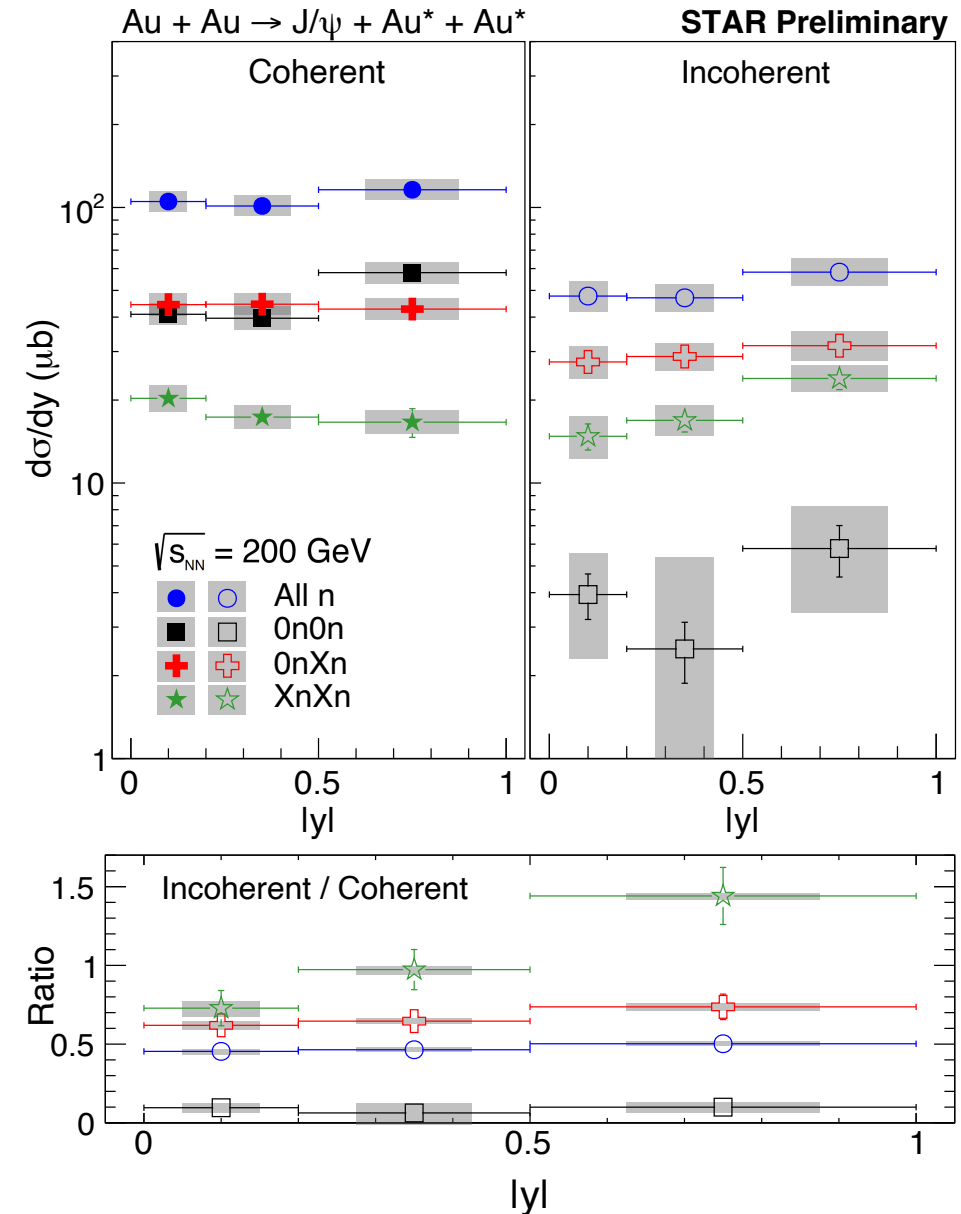 Au + Au → J/ψ + Au* + Au*
STAR Preliminary
Coherent
Incoherent
dσ/dy (μb)
10²
10
1
√s_NN = 200 GeV
All n
0n0n
0nXn
XnXn
0 0.5 1
|y|
0 0.5 1
|y|
Incoherent / Coherent
Ratio
1.5
1
0.5
0
0 0.5 1
|y|